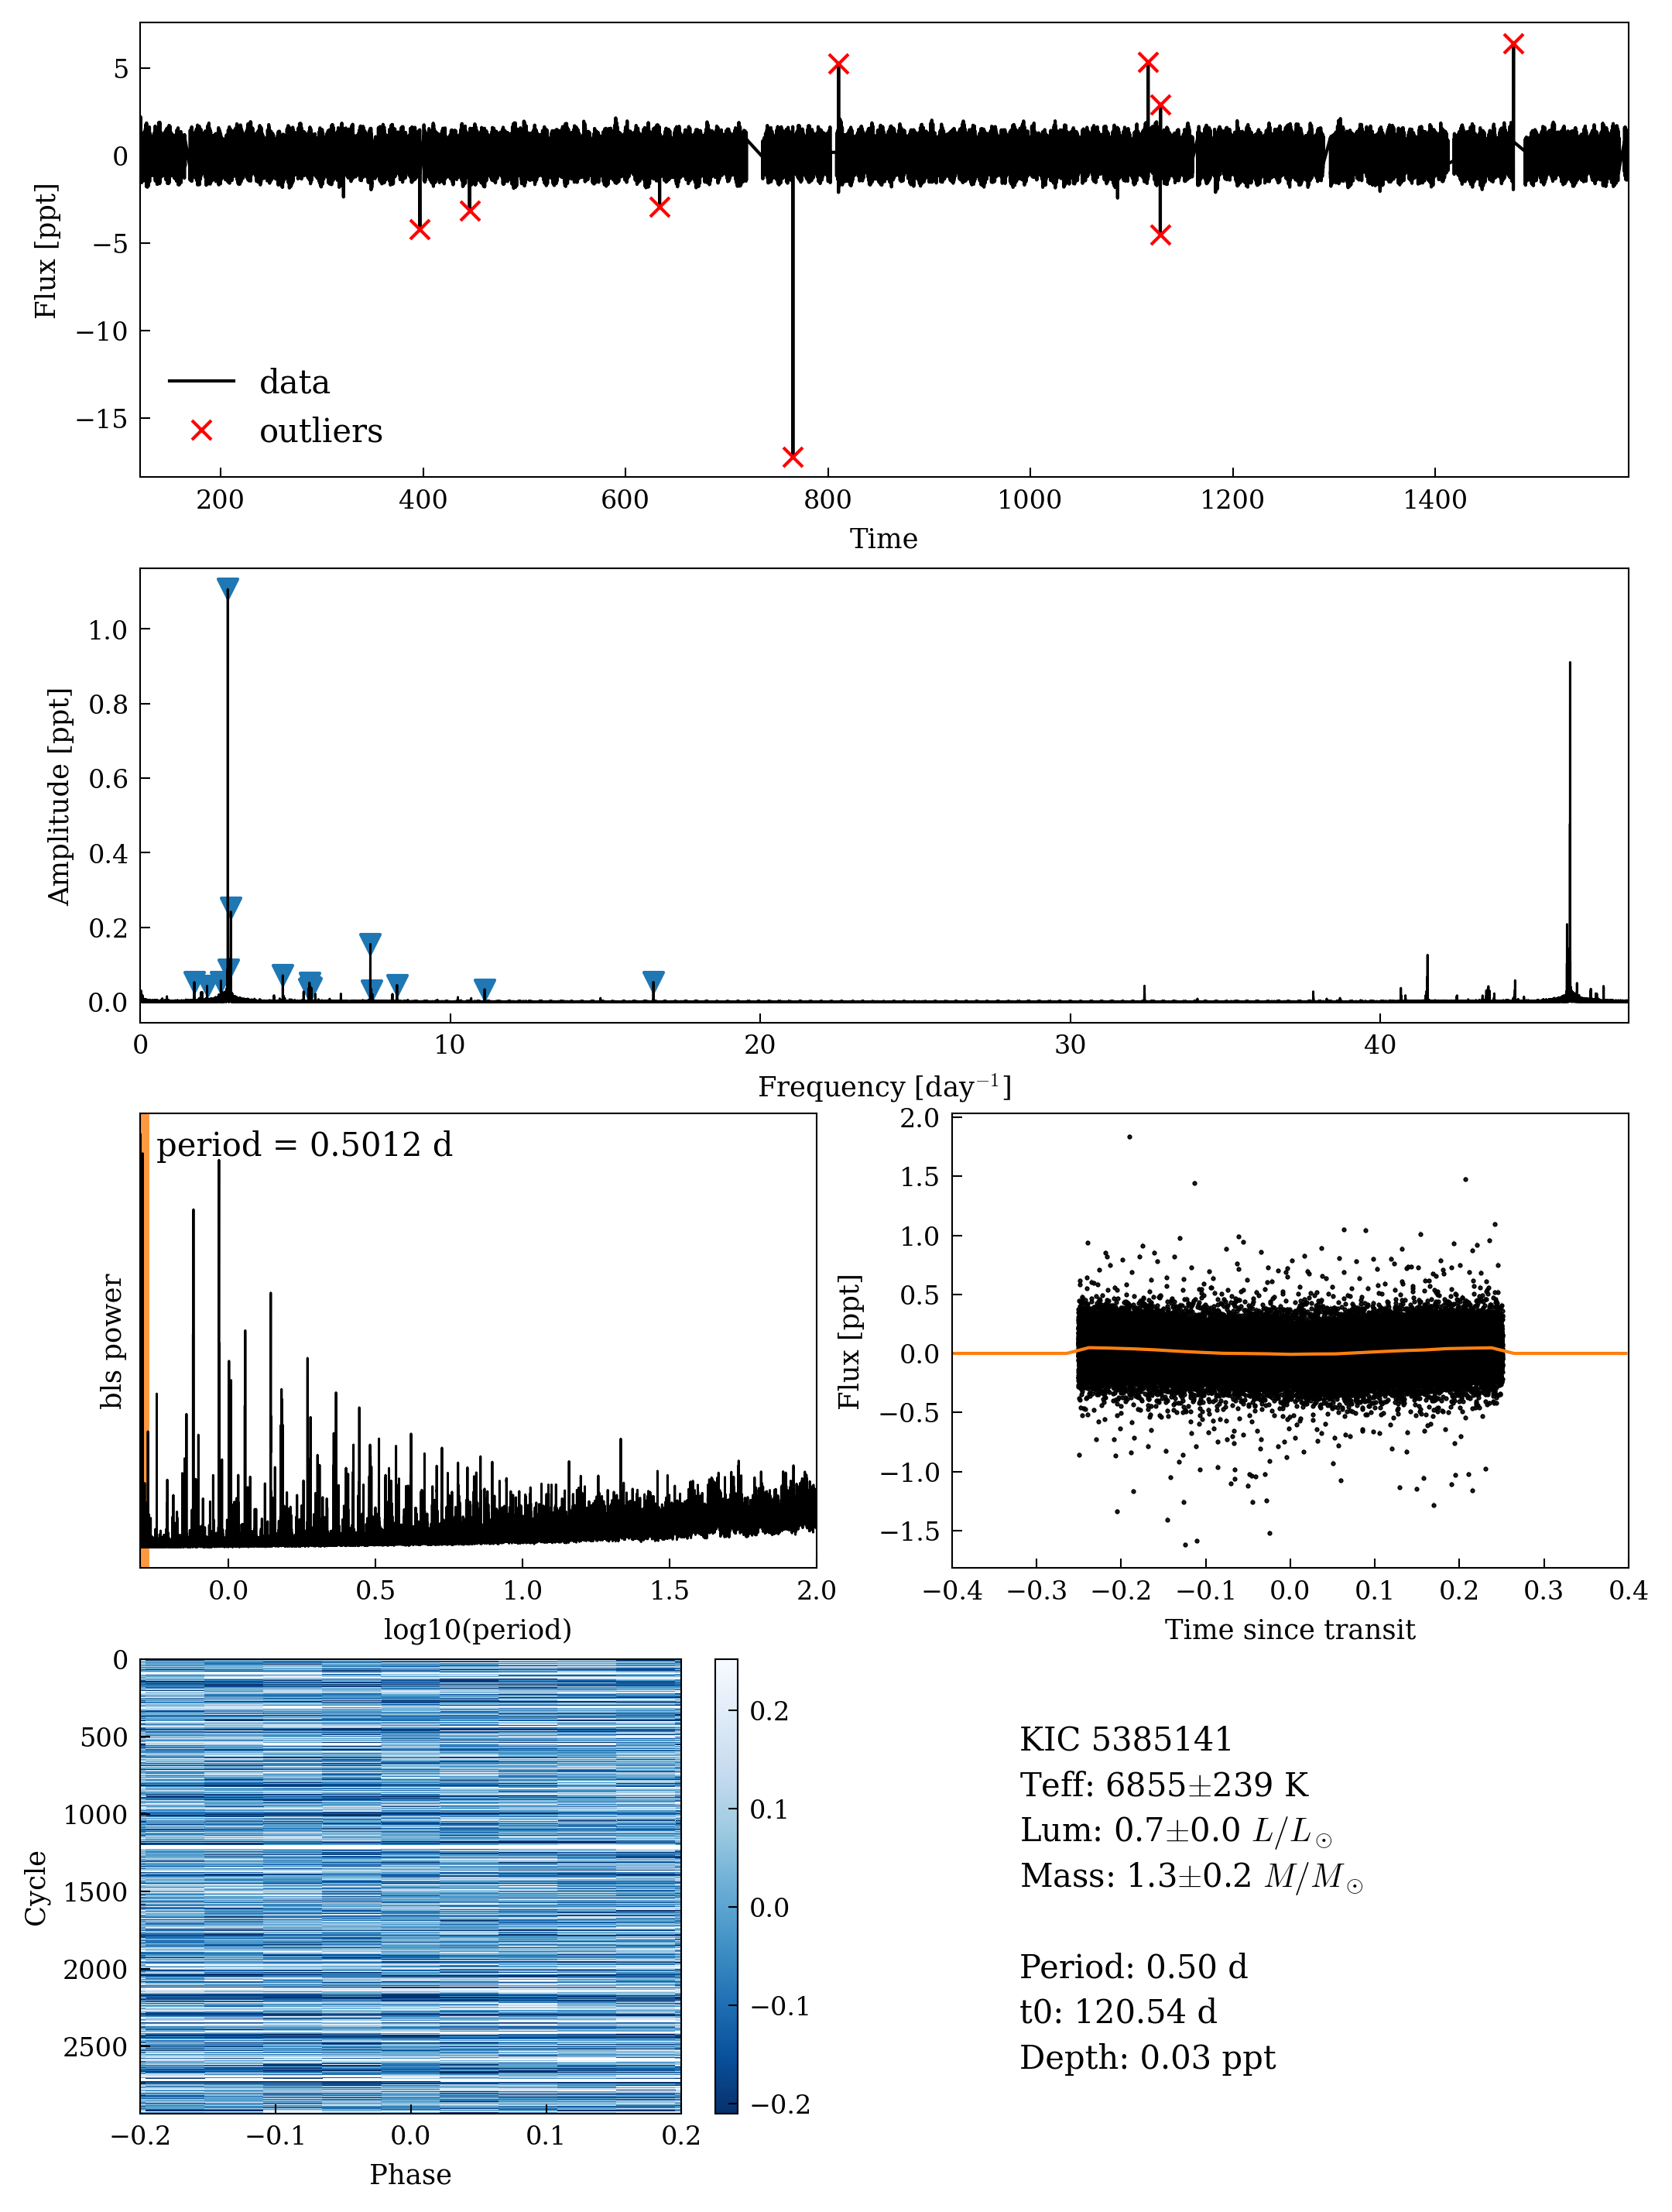 5
0
−5
−10
−15
Flux [ppt]
data
outliers
200 400 600 800 1000 1200 1400
Time
1.0
0.8
0.6
0.4
0.2
0.0
Amplitude [ppt]
0 10 20 30 40
Frequency [day⁻¹]
period = 0.5012 d
bls power
0.0 0.5 1.0 1.5 2.0
log10(period)
2.0
1.5
1.0
0.5
0.0
−0.5
−1.0
−1.5
Flux [ppt]
−0.4 −0.3 −0.2 −0.1 0.0 0.1 0.2 0.3 0.4
Time since transit
0
500
1000
1500
2000
2500
Cycle
−0.2 −0.1 0.0 0.1 0.2
Phase
0.2
0.1
0.0
−0.1
−0.2
KIC 5385141
Teff: 6855±239 K
Lum: 0.7±0.0 L/L⊙
Mass: 1.3±0.2 M/M⊙
Period: 0.50 d
t0: 120.54 d
Depth: 0.03 ppt